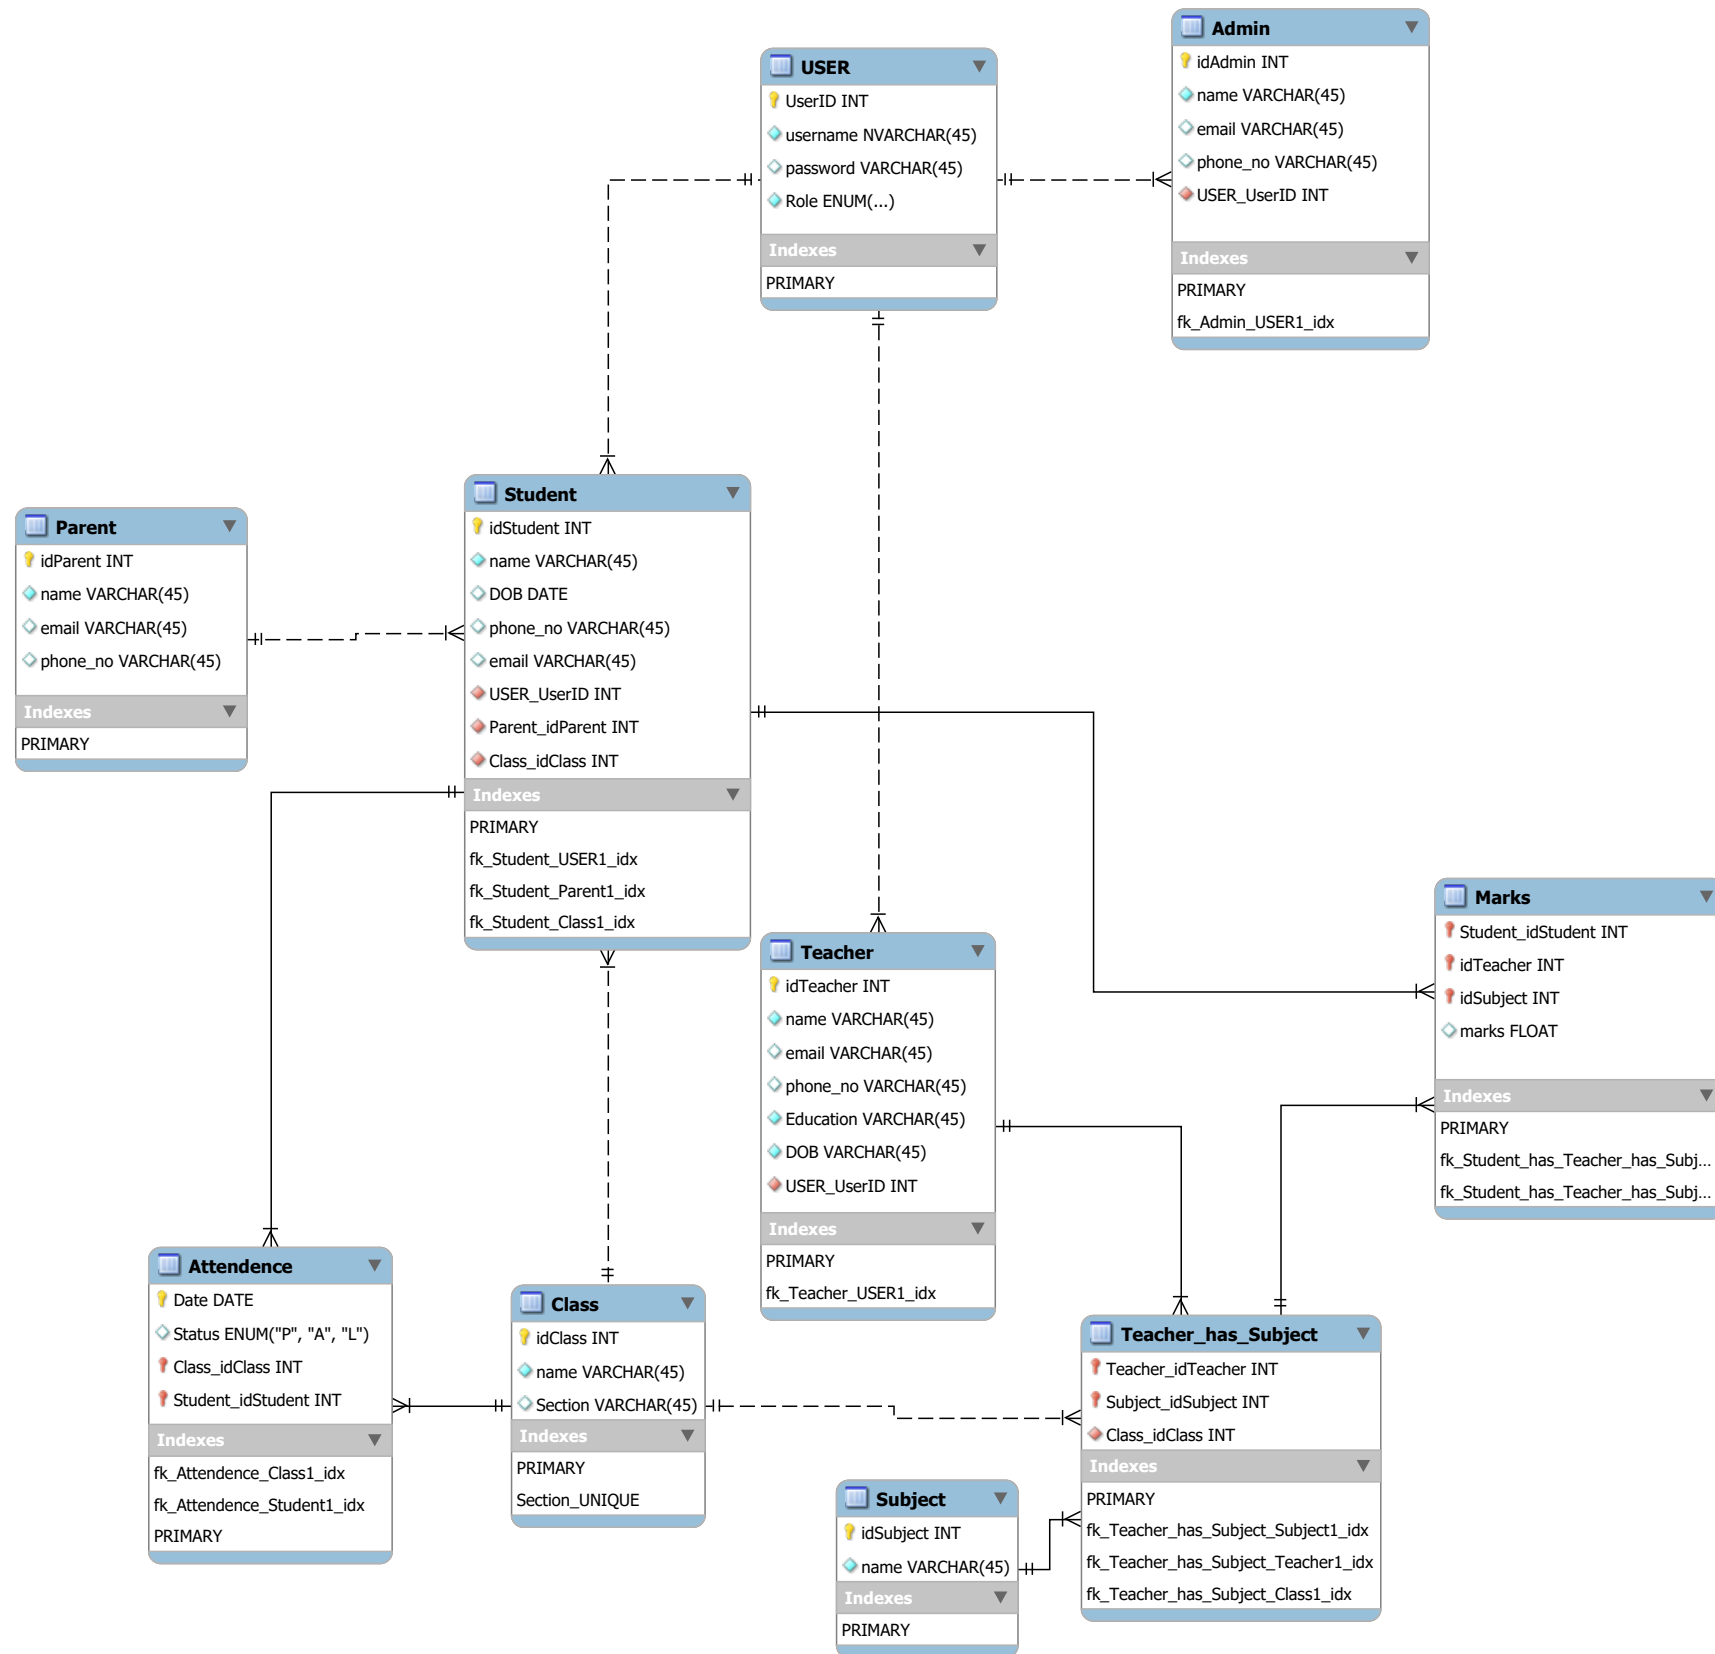 Admin
idAdmin INT
name VARCHAR(45)
email VARCHAR(45)
phone_no VARCHAR(45)
USER_UserID INT
Indexes
PRIMARY
fk_Admin_USER1_idx
USER
UserID INT
username NVARCHAR(45)
password VARCHAR(45)
Role ENUM(...)
Indexes
PRIMARY
Student
idStudent INT
name VARCHAR(45)
DOB DATE
phone_no VARCHAR(45)
email VARCHAR(45)
USER_UserID INT
Parent_idParent INT
Class_idClass INT
Indexes
PRIMARY
fk_Student_USER1_idx
fk_Student_Parent1_idx
fk_Student_Class1_idx
Parent
idParent INT
name VARCHAR(45)
email VARCHAR(45)
phone_no VARCHAR(45)
Indexes
PRIMARY
Marks
Student_idStudent INT
idTeacher INT
idSubject INT
marks FLOAT
Indexes
PRIMARY
fk_Student_has_Teacher_has_Subj...
fk_Student_has_Teacher_has_Subj...
Teacher
idTeacher INT
name VARCHAR(45)
email VARCHAR(45)
phone_no VARCHAR(45)
Education VARCHAR(45)
DOB VARCHAR(45)
USER_UserID INT
Indexes
PRIMARY
fk_Teacher_USER1_idx
Attendence
Date DATE
Status ENUM("P", "A", "L")
Class_idClass INT
Student_idStudent INT
Indexes
fk_Attendence_Class1_idx
fk_Attendence_Student1_idx
PRIMARY
Class
idClass INT
name VARCHAR(45)
Section VARCHAR(45)
Indexes
PRIMARY
Section_UNIQUE
Teacher_has_Subject
Teacher_idTeacher INT
Subject_idSubject INT
Class_idClass INT
Indexes
PRIMARY
fk_Teacher_has_Subject_Subject1_idx
fk_Teacher_has_Subject_Teacher1_idx
fk_Teacher_has_Subject_Class1_idx
Subject
idSubject INT
name VARCHAR(45)
Indexes
PRIMARY